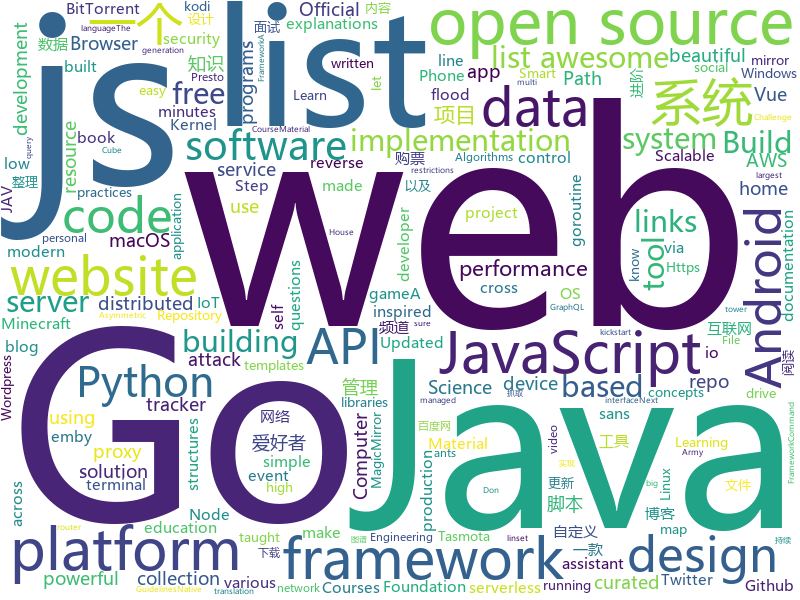 web
Go
Java
js
list
一个
open source
list awesome
系统
data
JavaScript
Android
API
Python
website
platform
framework
design
code
software
implementation
building
server
system
Build
links
tool
based
free
知识
项目
app
programs
performance
distributed
proxy
solution
爱好者
管理
频道
购票
脚本
互联网
进阶
阅读
博客
自定义
更新
一款
以及
网络
工具
文件
整理
数据
设计
面试
内容
下载
百度网
抓取
实现
持续
图谱
BitTorrent
kodi
Official
explanations
security
Browser
languageThe
generation
Presto
FrameworkA
easy
written
let
line
Phone
flood
beautiful
built
mirror
Windows
social
multi
Path
Vue
AWS
Challenge
largest
home
documentation
developer
development
resource
minutes
Kernel
book
Learn
CourseMaterial
Cube
query
low
JAV
practices
service
Step
use
reverse
made
control
Algorithms
Smart
Scalable
restrictions
goroutine
project
via
know
Https
OS
GraphQL
cross
gameA
inspired
Updated
io
device
repo
concepts
File
tower
sure
kickstart
House
personal
modern
macOS
application
IoT
self
questions
attack
Asymmetric
Repository
templates
libraries
managed
Minecraft
blog
tracker
Wordpress
emby
using
terminal
structures
simple
event
high
Computer
Material
MagicMirror
Science
Learning
sans
map
Engineering
Army
Don
big
video
ants
Linux
production
Tasmota
drive
interfaceNext
FrameworkCommand
across
Node
education
taught
make
powerful
collection
various
network
Courses
Foundation
serverless
Twitter
running
assistant
curated
Github
router
translation
GuidelinesNative
linset